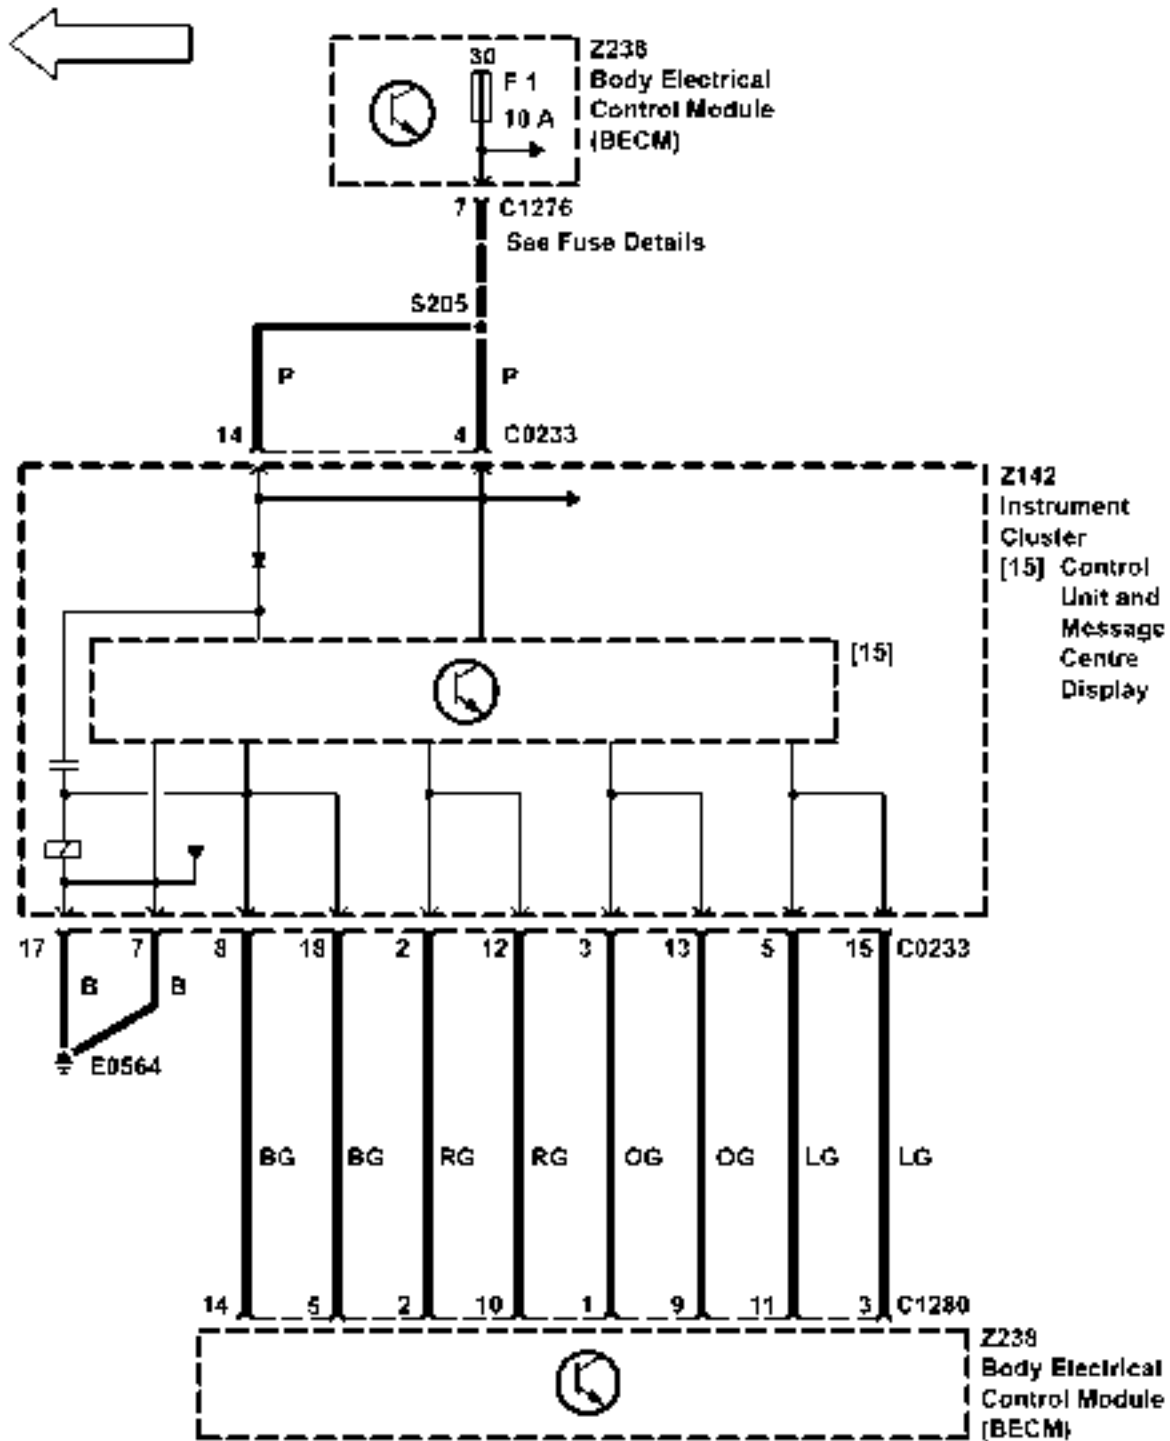 30
F 1
10 A
Z238
Body Electrical
Control Module
(BECM)
7 C1276
See Fuse Details
S205
P P
14 4 C0233
Z142
Instrument
Cluster
[15] Control
Unit and
Message
Centre
Display
[15]
17 7 8 18 2 12 3 13 5 15 C0233
B B
E0564
BG BG RG RG OG OG LG LG
14 5 2 10 1 9 11 3 C1280
Z238
Body Electrical
Control Module
(BECM)